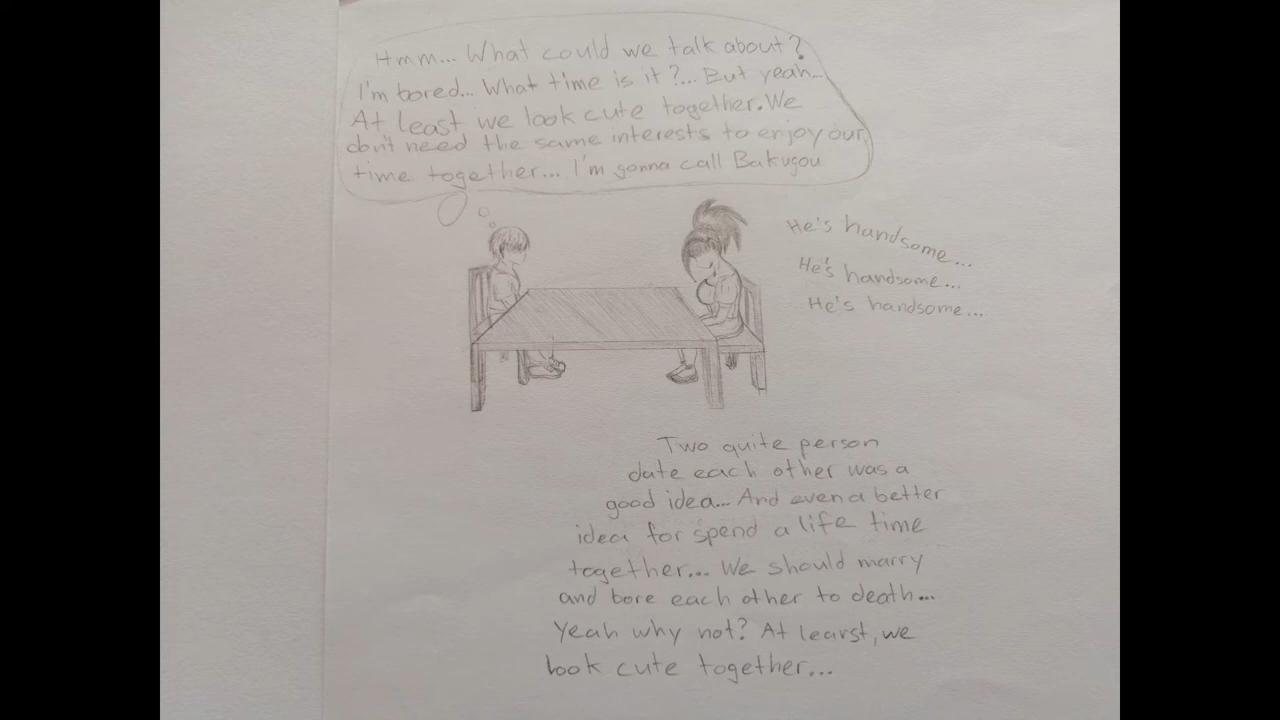 Hmm... What could we talk about?
I'm bored... What time is it?... But yeah...
At least we look cute together. We
don't need the same interests to enjoy our
time together... I'm gonna call Bakugou
He's handsome...
He's handsome...
He's handsome...
Two quite person
date each other was a
good idea... And even a better
idea for spend a life time
together... We should marry
and bore each other to death...
Yeah why not? At learst, we
look cute together...